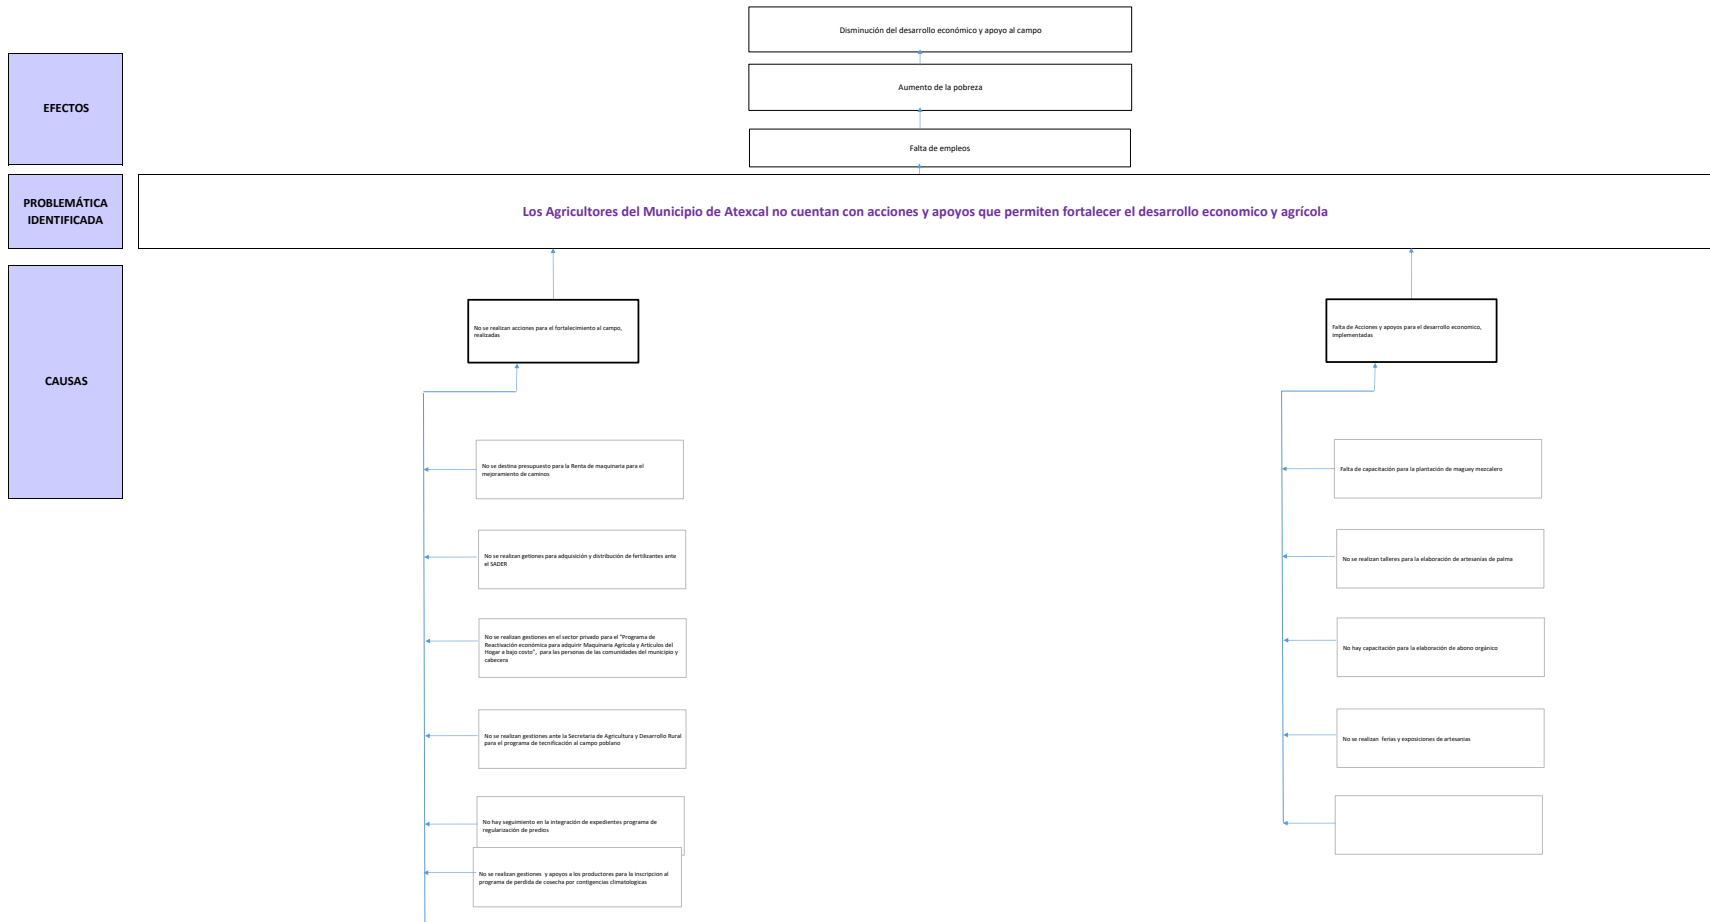 Disminución del desarrollo económico y apoyo al campo
EFECTOS
Aumento de la pobreza
Falta de empleos
PROBLEMÁTICA
IDENTIFICADA
Los Agricultores del Municipio de Atexcal no cuentan con acciones y apoyos que permiten fortalecer el desarrollo economico y agrícola
CAUSAS
No se realizan acciones para el fortalecimiento al campo,
realizadas
No se destina presupuesto para la Renta de maquinaria para el
mejoramiento de caminos
No se realizan getiones para adquisición y distribución de fertilizantes ante
el SADER
No se realizan gestiones en el sector privado para el "Programa de
Reactivación económica para adquirir Maquinaria Agrícola y Artículos del
Hogar a bajo costo", para las personas de las comunidades del municipio y
cabecera
No se realizan gestiones ante la Secretaria de Agricultura y Desarrollo Rural
para el programa de tecnificación al campo poblano
No hay seguimiento en la integración de expedientes programa de
regularización de predios
No se realizan gestiones y apoyos a los productores para la inscripcion al
programa de perdida de cosecha por contigencias climatologicas
Falta de Acciones y apoyos para el desarrollo economico,
implementadas
Falta de capacitación para la plantación de maguey mezcalero
No se realizan talleres para la elaboración de artesanías de palma
No hay capacitación para la elaboración de abono orgánico
No se realizan ferias y exposiciones de artesanias